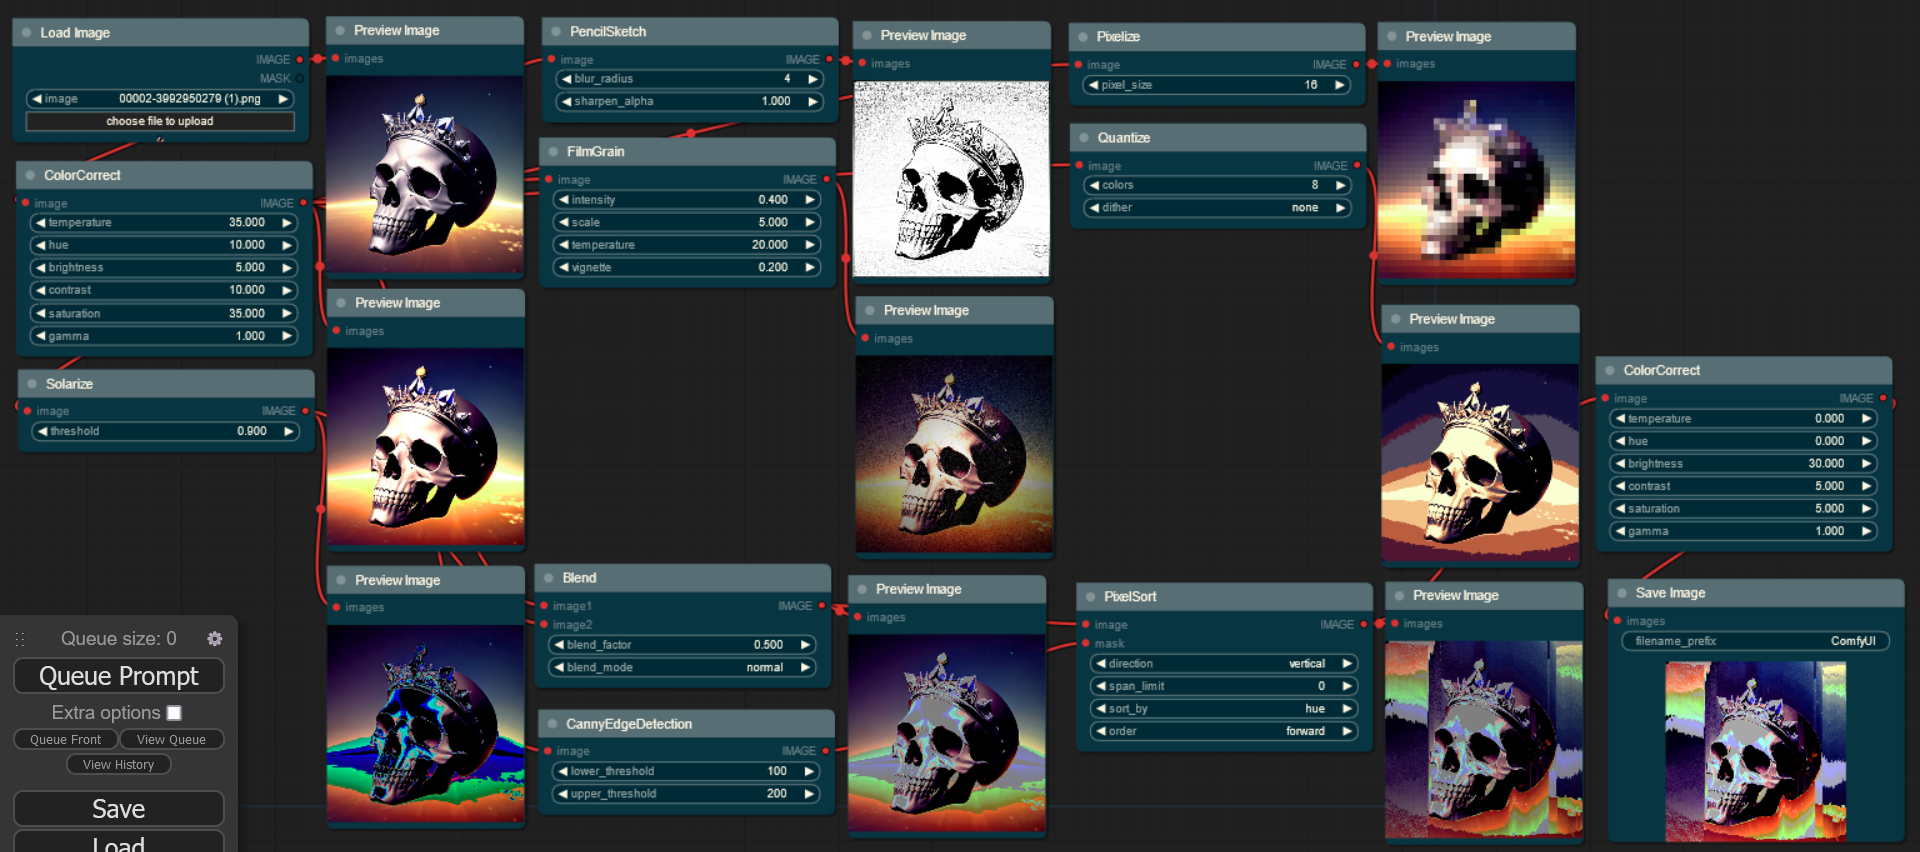 Load Image
IMAGE
MASK
image 00002-3992950279 (1).png
choose file to upload
ColorCorrect
image IMAGE
temperature 35.000
hue 10.000
brightness 5.000
contrast 10.000
saturation 35.000
gamma 1.000
Solarize
image IMAGE
threshold 0.900
Queue size: 0
Queue Prompt
Extra options
Queue Front View Queue
View History
Save
Load
Preview Image
images
Preview Image
images
Preview Image
images
PencilSketch
image IMAGE
blur_radius 4
sharpen_alpha 1.000
FilmGrain
image IMAGE
intensity 0.400
scale 5.000
temperature 20.000
vignette 0.200
Blend
image1 IMAGE
image2
blend_factor 0.500
blend_mode normal
CannyEdgeDetection
image IMAGE
lower_threshold 100
upper_threshold 200
Preview Image
images
Preview Image
images
Preview Image
images
Pixelize
image IMAGE
pixel_size 16
Quantize
image IMAGE
colors 8
dither none
PixelSort
image IMAGE
mask
direction vertical
span_limit 0
sort_by hue
order forward
Preview Image
images
Preview Image
images
Preview Image
images
ColorCorrect
image IMAGE
temperature 0.000
hue 0.000
brightness 30.000
contrast 5.000
saturation 5.000
gamma 1.000
Save Image
images
filename_prefix ComfyUI